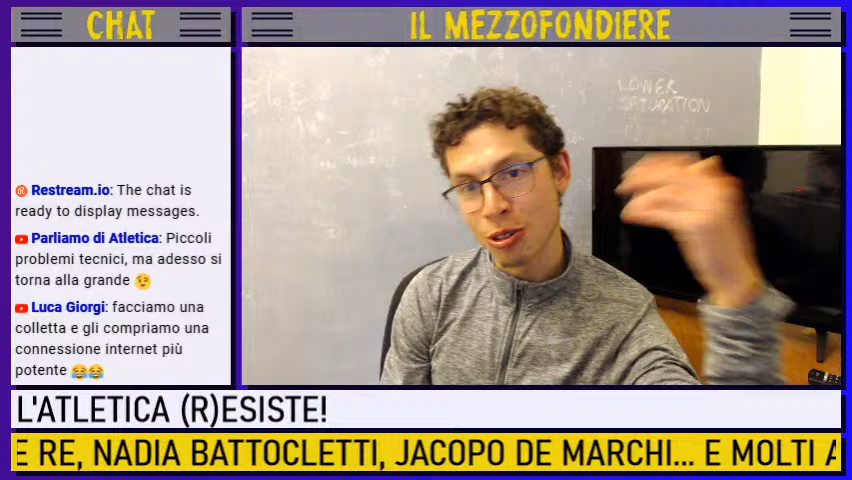 CHAT
IL MEZZOFONDIERE
LOWER
Restream.io: The chat is
ready to display messages.
Parliamo di Atletica: Piccoli
problemi tecnici, ma adesso si
torna alla grande 😉
Luca Giorgi: facciamo una
colletta e gli compriamo una
connessione internet più
potente 😂😂
L'ATLETICA (R)ESISTE!
E RE, NADIA BATTOCLETTI, JACOPO DE MARCHI... E MOLTI A